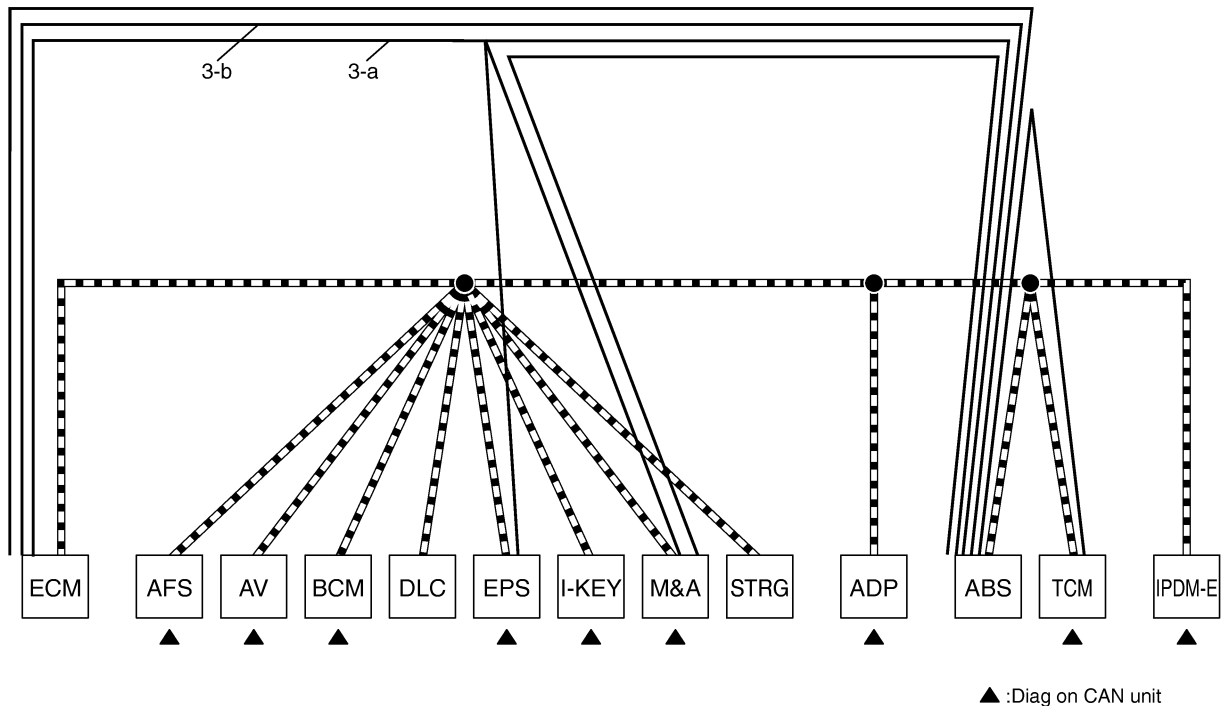 3-b 3-a
ECM AFS AV BCM DLC EPS I-KEY M&A STRG ADP ABS TCM IPDM-E
▲ :Diag on CAN unit